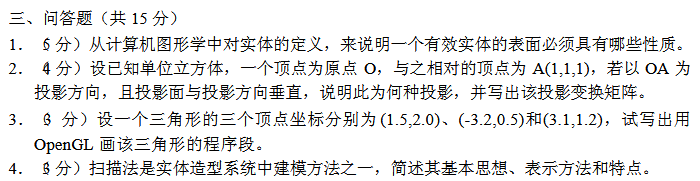 三、问答题（共 15 分）
1．（5 分）从计算机图形学中对实体的定义，来说明一个有效实体的表面必须具有哪些性质。
2．（4 分）设已知单位立方体，一个顶点为原点 O，与之相对的顶点为 A(1,1,1)，若以 OA 为
投影方向，且投影面与投影方向垂直，说明此为何种投影，并写出该投影变换矩阵。
3．（3 分）设一个三角形的三个顶点坐标分别为(1.5,2.0)、(-3.2,0.5)和(3.1,1.2)，试写出用
OpenGL 画该三角形的程序段。
4．（3 分）扫描法是实体造型系统中建模方法之一，简述其基本思想、表示方法和特点。